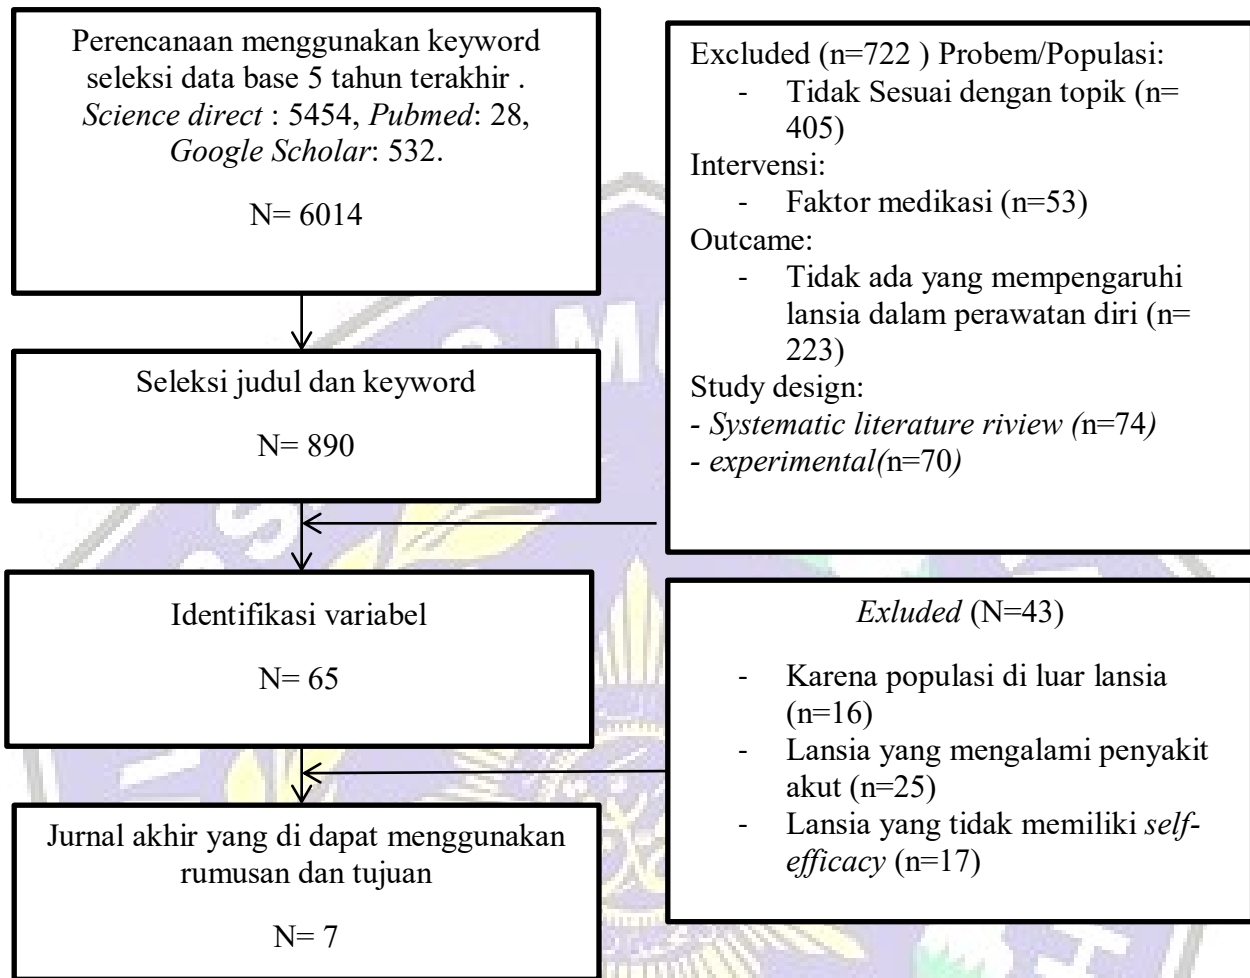 Perencanaan menggunakan keyword
seleksi data base 5 tahun terakhir .
Science direct : 5454, Pubmed: 28,
Google Scholar: 532.
N= 6014
Excluded (n=722 ) Probem/Populasi:
- Tidak Sesuai dengan topik (n=
405)
Intervensi:
- Faktor medikasi (n=53)
Outcame:
- Tidak ada yang mempengaruhi
lansia dalam perawatan diri (n=
223)
Study design:
- Systematic literature riview (n=74)
- experimental(n=70)
Seleksi judul dan keyword
N= 890
Identifikasi variabel
N= 65
Exluded (N=43)
- Karena populasi di luar lansia
(n=16)
- Lansia yang mengalami penyakit
akut (n=25)
- Lansia yang tidak memiliki self-
efficacy (n=17)
Jurnal akhir yang di dapat menggunakan
rumusan dan tujuan
N= 7